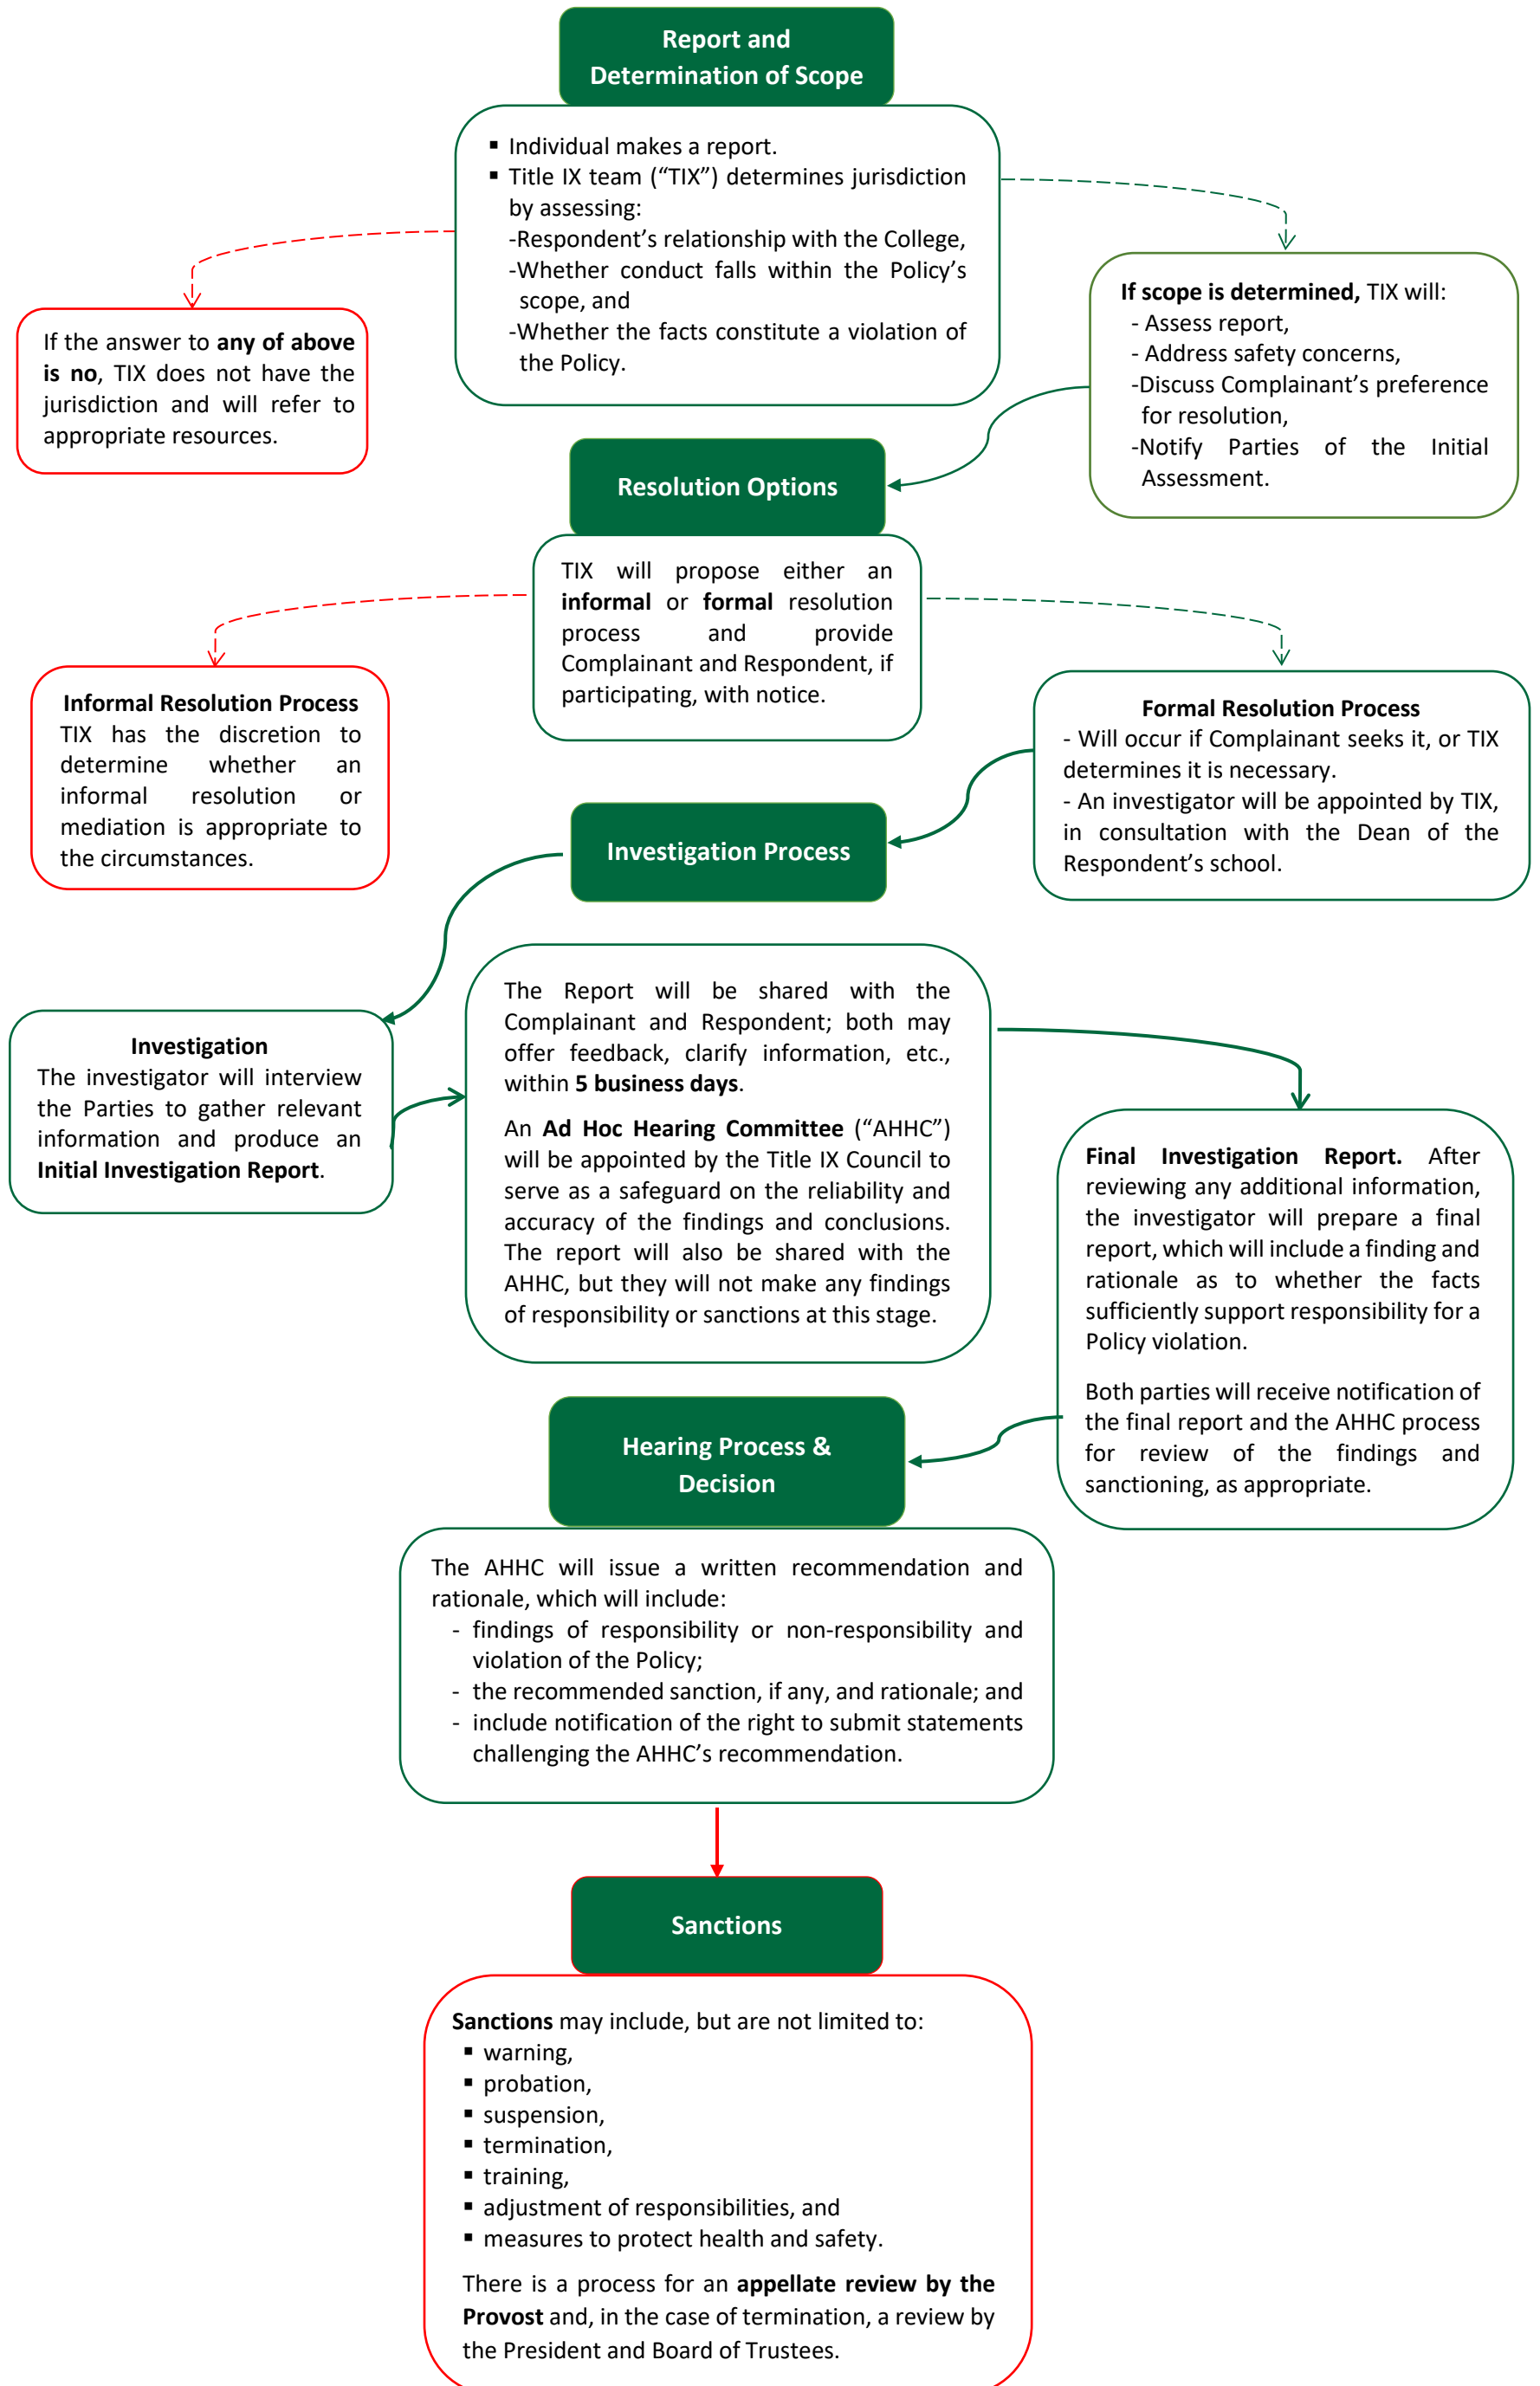 Report and
Determination of Scope
▪ Individual makes a report.
▪ Title IX team (“TIX”) determines jurisdiction
by assessing:
-Respondent’s relationship with the College,
-Whether conduct falls within the Policy’s
scope, and
-Whether the facts constitute a violation of
the Policy.
If the answer to any of above
is no, TIX does not have the
jurisdiction and will refer to
appropriate resources.
If scope is determined, TIX will:
- Assess report,
- Address safety concerns,
-Discuss Complainant’s preference
for resolution,
-Notify Parties of the Initial
Assessment.
Resolution Options
TIX will propose either an
informal or formal resolution
process and provide
Complainant and Respondent, if
participating, with notice.
Informal Resolution Process
TIX has the discretion to
determine whether an
informal resolution or
mediation is appropriate to
the circumstances.
Formal Resolution Process
- Will occur if Complainant seeks it, or TIX
determines it is necessary.
- An investigator will be appointed by TIX,
in consultation with the Dean of the
Respondent’s school.
Investigation Process
Investigation
The investigator will interview
the Parties to gather relevant
information and produce an
Initial Investigation Report.
The Report will be shared with the
Complainant and Respondent; both may
offer feedback, clarify information, etc.,
within 5 business days.
An Ad Hoc Hearing Committee (“AHHC”)
will be appointed by the Title IX Council to
serve as a safeguard on the reliability and
accuracy of the findings and conclusions.
The report will also be shared with the
AHHC, but they will not make any findings
of responsibility or sanctions at this stage.
Final Investigation Report. After
reviewing any additional information,
the investigator will prepare a final
report, which will include a finding and
rationale as to whether the facts
sufficiently support responsibility for a
Policy violation.
Both parties will receive notification of
the final report and the AHHC process
for review of the findings and
sanctioning, as appropriate.
Hearing Process &
Decision
The AHHC will issue a written recommendation and
rationale, which will include:
- findings of responsibility or non-responsibility and
violation of the Policy;
- the recommended sanction, if any, and rationale; and
- include notification of the right to submit statements
challenging the AHHC’s recommendation.
Sanctions
Sanctions may include, but are not limited to:
▪ warning,
▪ probation,
▪ suspension,
▪ termination,
▪ training,
▪ adjustment of responsibilities, and
▪ measures to protect health and safety.
There is a process for an appellate review by the
Provost and, in the case of termination, a review by
the President and Board of Trustees.